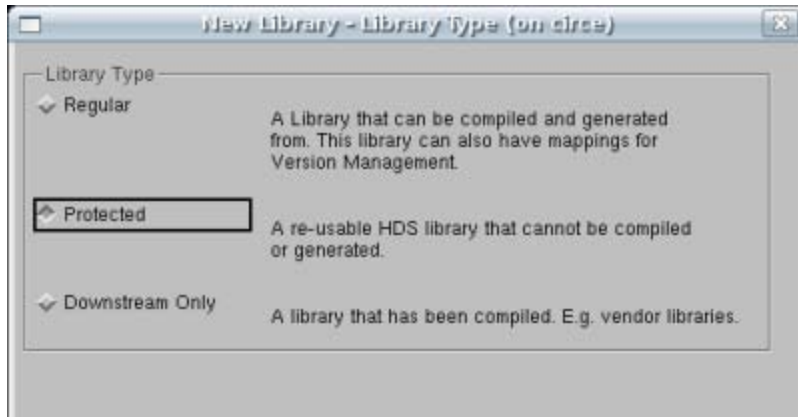 New Library - Library Type (on circe)
Library Type
Regular
A Library that can be compiled and generated
from. This library can also have mappings for
Version Management.
Protected
A re-usable HDS library that cannot be compiled
or generated.
Downstream Only
A library that has been compiled. E.g. vendor libraries.